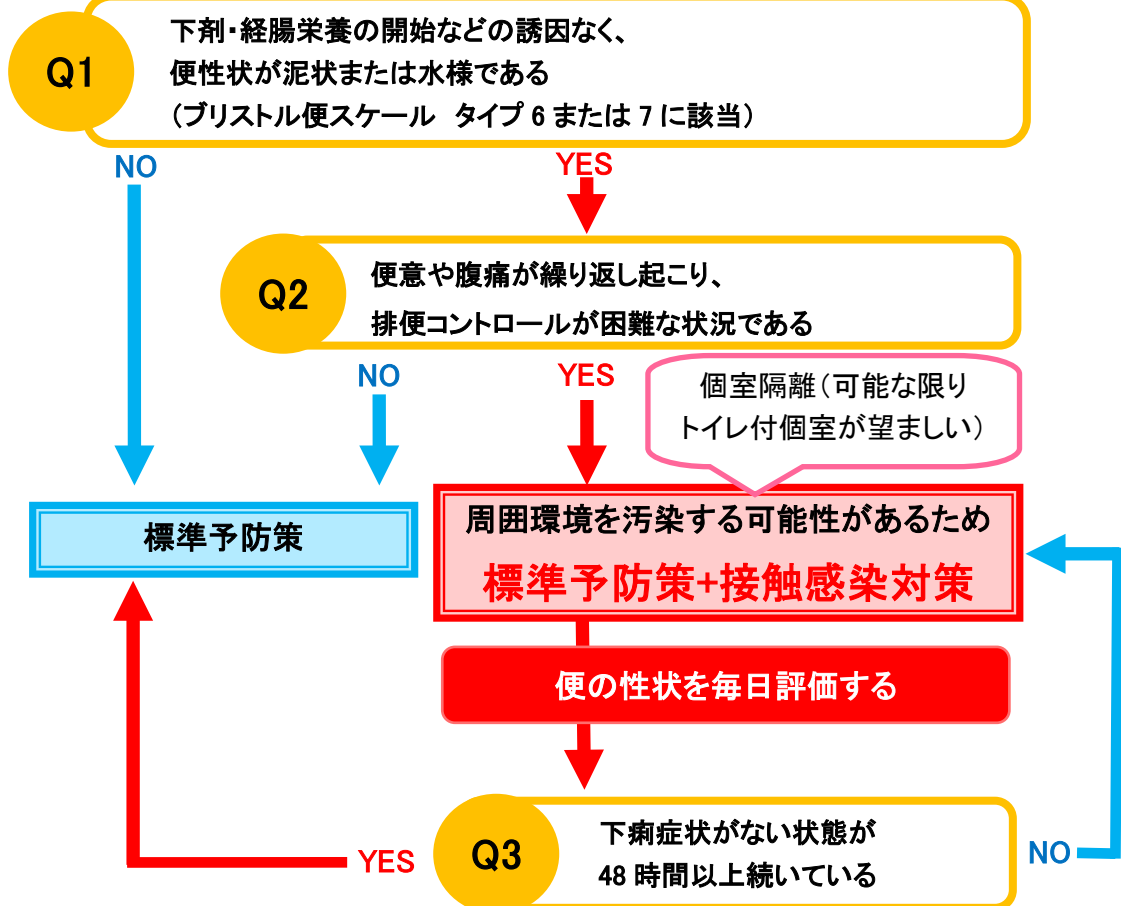 Q1
下剤・経腸栄養の開始などの誘因なく、
便性状が泥状または水様である
（ブリストル便スケール　タイプ 6 または 7 に該当）
NO
YES
Q2
便意や腹痛が繰り返し起こり、
排便コントロールが困難な状況である
NO
YES
個室隔離（可能な限り
トイレ付個室が望ましい）
標準予防策
周囲環境を汚染する可能性があるため
標準予防策+接触感染対策
便の性状を毎日評価する
YES
Q3
下痢症状がない状態が
48 時間以上続いている
NO